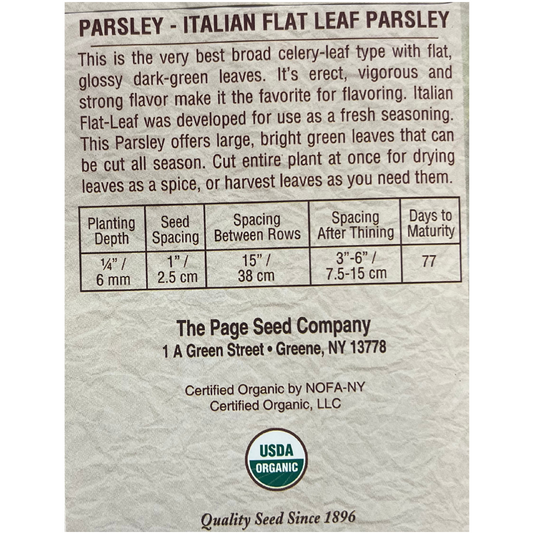 PARSLEY - ITALIAN FLAT LEAF PARSLEY
This is the very best broad celery-leaf type with flat,
glossy dark-green leaves. It's erect, vigorous and
strong flavor make it the favorite for flavoring. Italian
Flat-Leaf was developed for use as a fresh seasoning.
This Parsley offers large, bright green leaves that can
be cut all season. Cut entire plant at once for drying
leaves as a spice, or harvest leaves as you need them.
Planting Depth
Seed Spacing
Spacing Between Rows
Spacing After Thining
Days to Maturity
¼” / 6 mm
1” / 2.5 cm
15” / 38 cm
3”-6” / 7.5-15 cm
77
The Page Seed Company
1 A Green Street • Greene, NY 13778
Certified Organic by NOFA-NY
Certified Organic, LLC
USDA
ORGANIC
Quality Seed Since 1896